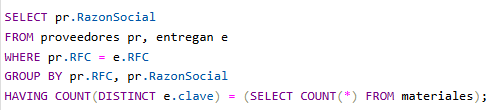 SELECT pr.RazonSocial
FROM proveedores pr, entregan e
WHERE pr.RFC = e.RFC
GROUP BY pr.RFC, pr.RazonSocial
HAVING COUNT(DISTINCT e.clave) = (SELECT COUNT(*) FROM materiales);